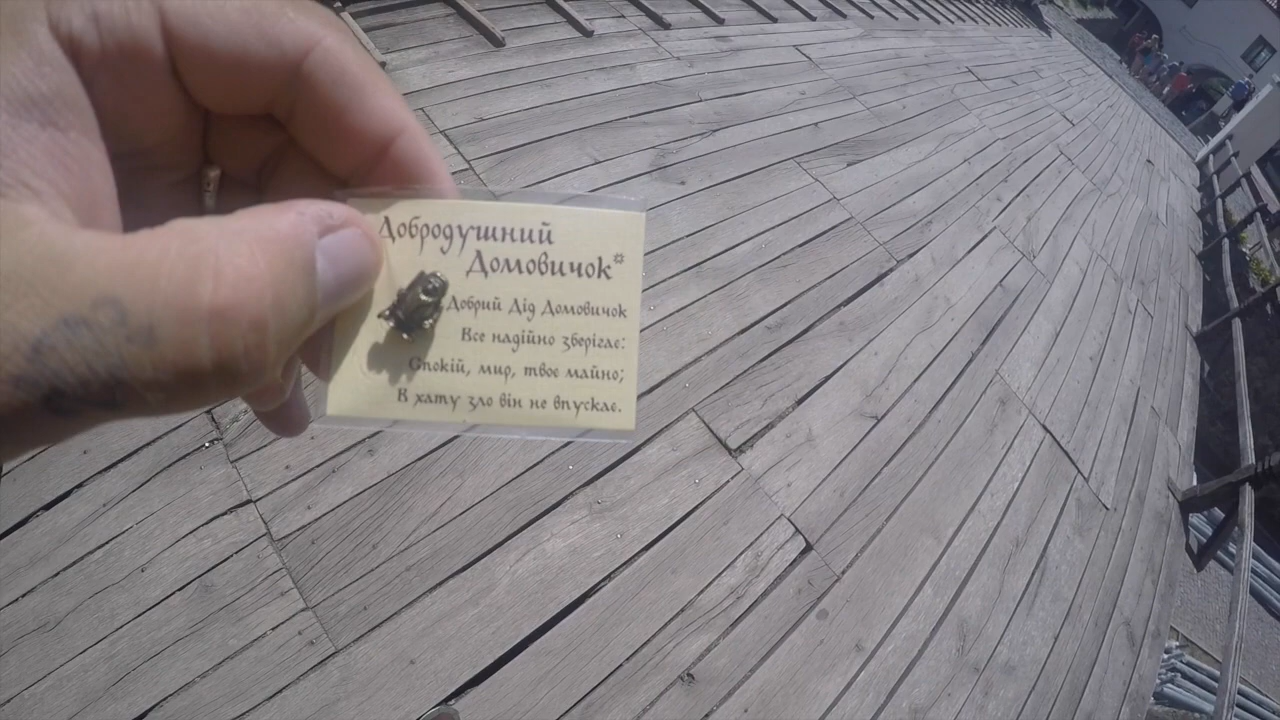 Добродушний
Домовичок*
Добрий Дід Домовичок
Все надійно зберігає:
Спокій, мир, твоє майно;
В хату зло він не впускає.